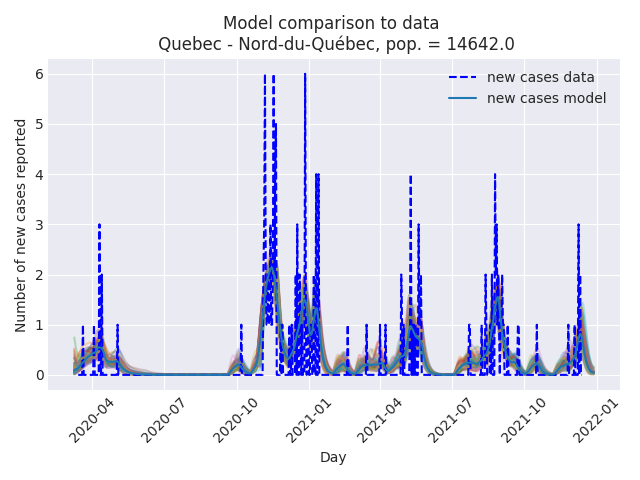 Model comparison to data
Quebec - Nord-du-Québec, pop. = 14642.0
new cases data
new cases model
Number of new cases reported
6
5
4
3
2
1
0
2020-04
2020-07
2020-10
2021-01
2021-04
2021-07
2021-10
2022-01
Day